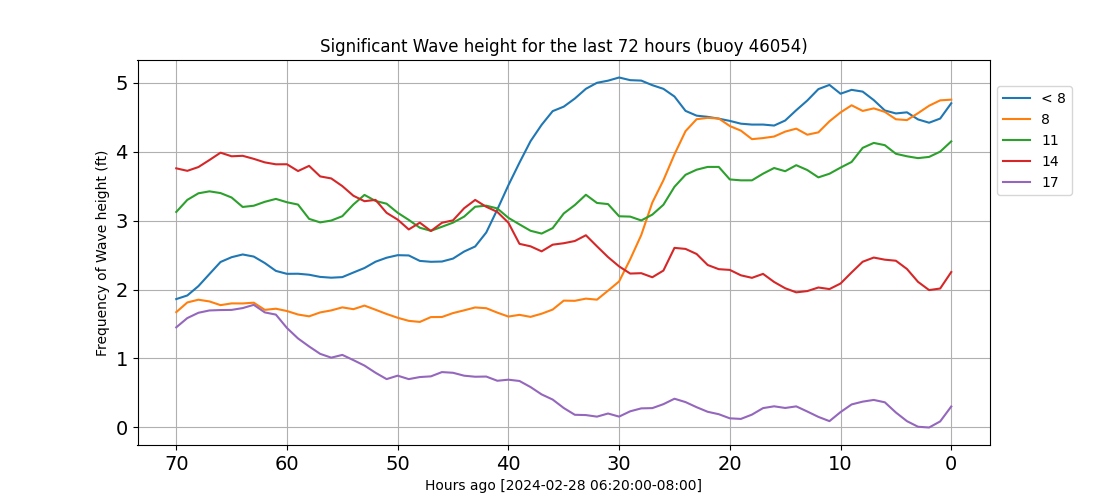 Significant Wave height for the last 72 hours (buoy 46054)
Frequency of Wave height (ft)
5
4
3
2
1
0
70 60 50 40 30 20 10 0
Hours ago [2024-02-28 06:20:00-08:00]
< 8
8
11
14
17